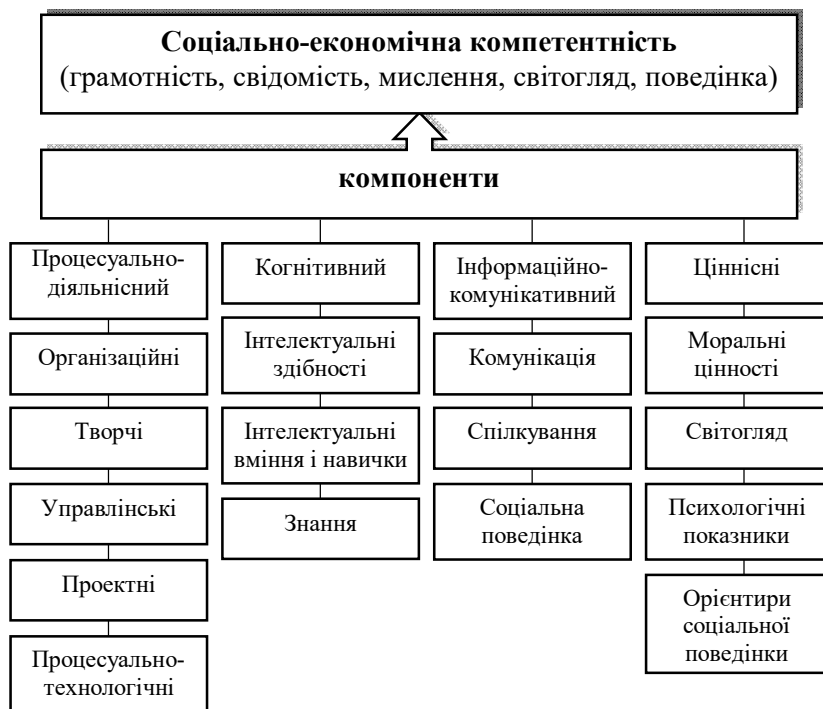 Соціально-економічна компетентність
(грамотність, свідомість, мислення, світогляд, поведінка)
компоненти
Процесуально-
діяльнісний
Організаційні
Творчі
Управлінські
Проектні
Процесуально-
технологічні
Когнітивний
Інтелектуальні
здібності
Інтелектуальні
вміння і навички
Знання
Інформаційно-
комунікативний
Комунікація
Спілкування
Соціальна
поведінка
Ціннісні
Моральні
цінності
Світогляд
Психологічні
показники
Орієнтири
соціальної
поведінки